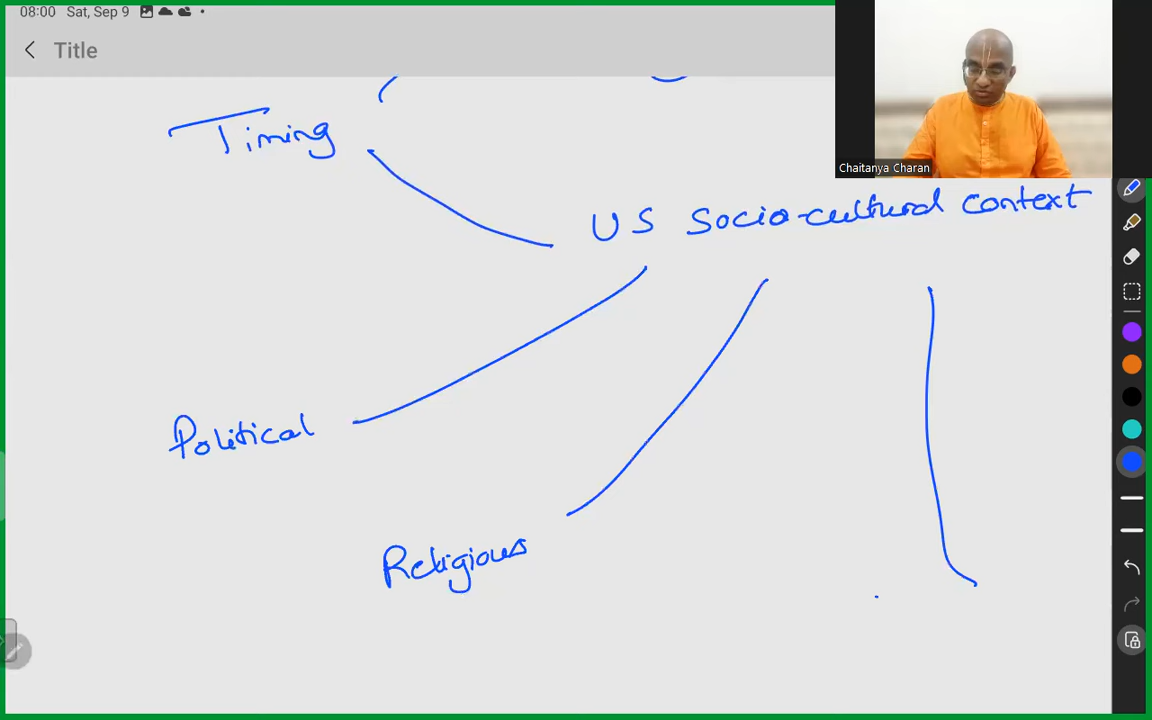 08:00 Sat, Sep 9
Title
Chaitanya Charan
Timing
US Socio-cultural context
Political
Religious